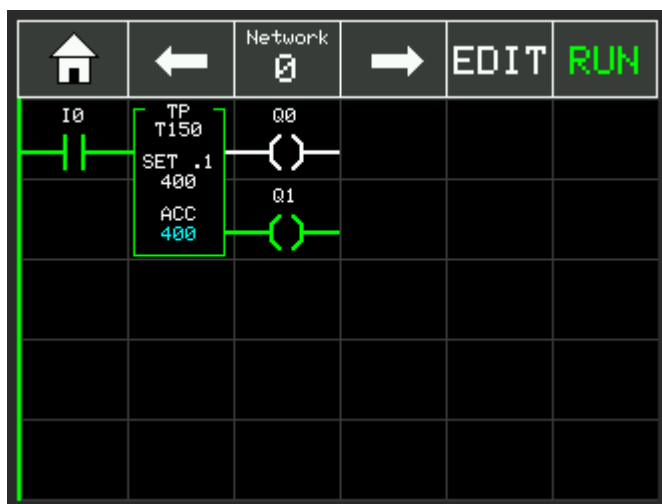 Network
0
EDIT
RUN
I0
TP
T150
SET .1
400
ACC
400
Q0
Q1